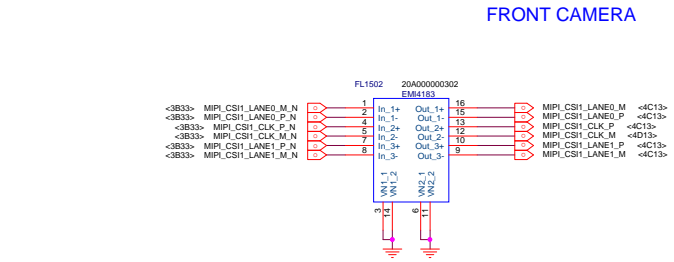 FRONT CAMERA
FL1502 20A000000302
EMI4183
<3B33> MIPI_CSI1_LANE0_M_N 1 In_1+ Out_1+ 16 MIPI_CSI1_LANE0_M <4C13>
<3B33> MIPI_CSI1_LANE0_P_N 2 In_1- Out_1- 15 MIPI_CSI1_LANE0_P <4C13>
<3B33> MIPI_CSI1_CLK_P_N 4 In_2+ Out_2+ 13 MIPI_CSI1_CLK_P <4C13>
<3B33> MIPI_CSI1_CLK_M_N 5 In_2- Out_2- 12 MIPI_CSI1_CLK_M <4D13>
<3B33> MIPI_CSI1_LANE1_P_N 7 In_3+ Out_3+ 10 MIPI_CSI1_LANE1_P <4C13>
<3B33> MIPI_CSI1_LANE1_M_N 8 In_3- Out_3- 9 MIPI_CSI1_LANE1_M <4C13>
VN1_1 VN1_2 VN2_1 VN2_2
3 14 6 11